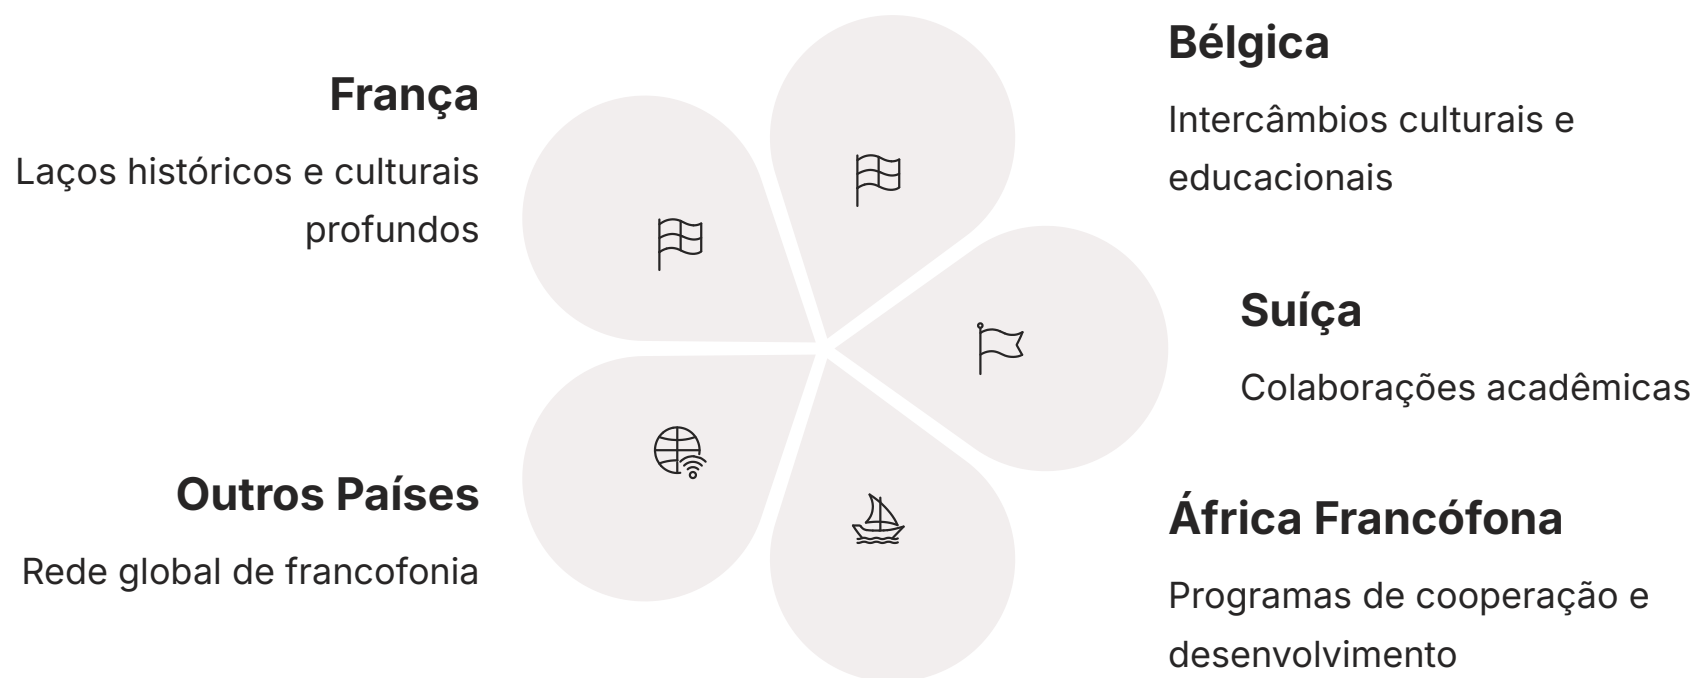 França
Laços históricos e culturais
profundos
Bélgica
Intercâmbios culturais e
educacionais
Suíça
Colaborações acadêmicas
Outros Países
Rede global de francofonia
África Francófona
Programas de cooperação e
desenvolvimento